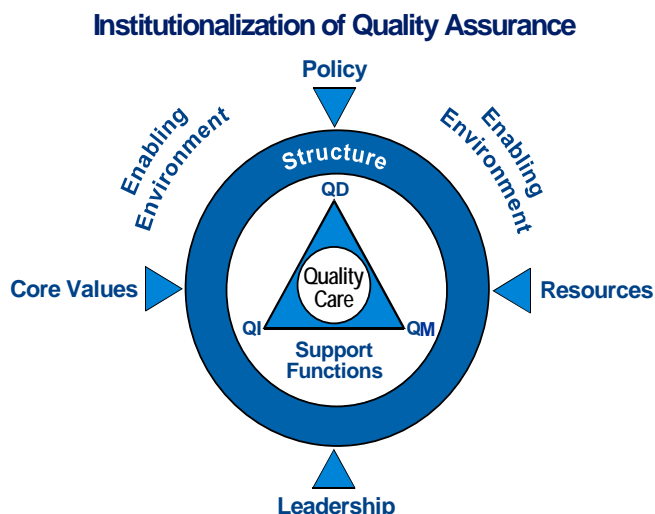 Institutionalization of Quality Assurance
Policy
Enabling
Environment
Enabling
Environment
Structure
QD
Quality
Care
Core Values
Resources
QI
QM
Support
Functions
Leadership